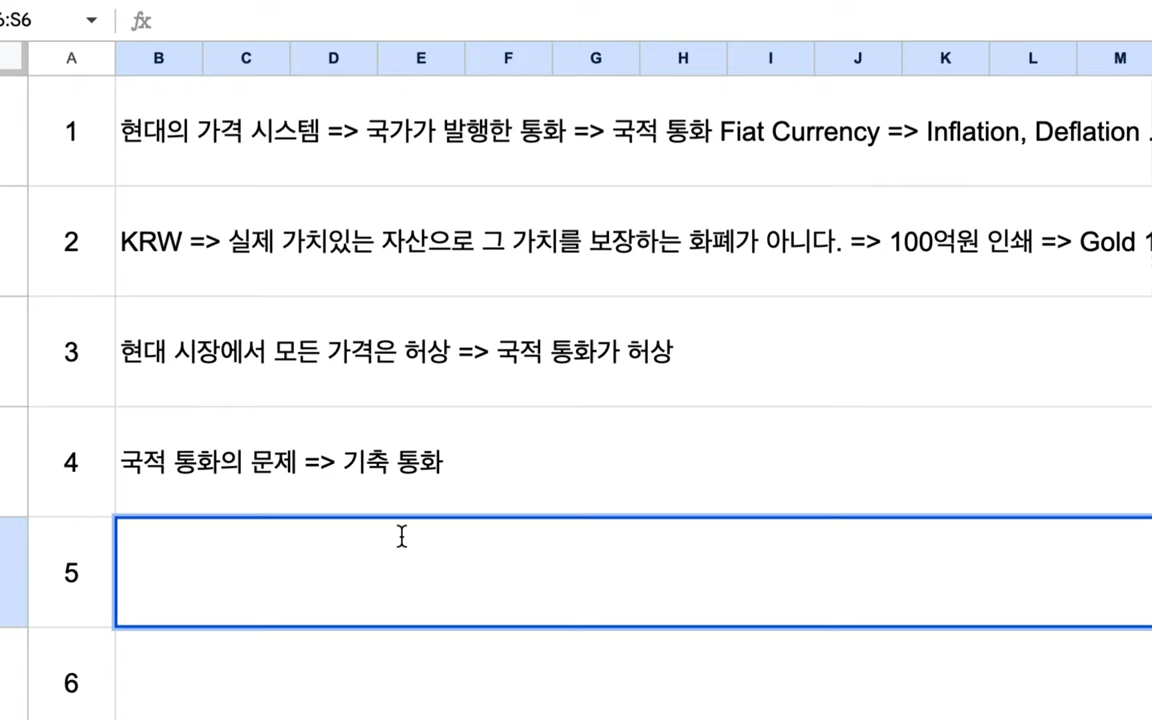 :S6
fx
A B C D E F G H I J K L M
1 현대의 가격 시스템 => 국가가 발행한 통화 => 국적 통화 Fiat Currency => Inflation, Deflation
2 KRW => 실제 가치있는 자산으로 그 가치를 보장하는 화폐가 아니다. => 100억원 인쇄 => Gold
3 현대 시장에서 모든 가격은 허상 => 국적 통화가 허상
4 국적 통화의 문제 => 기축 통화
5
6